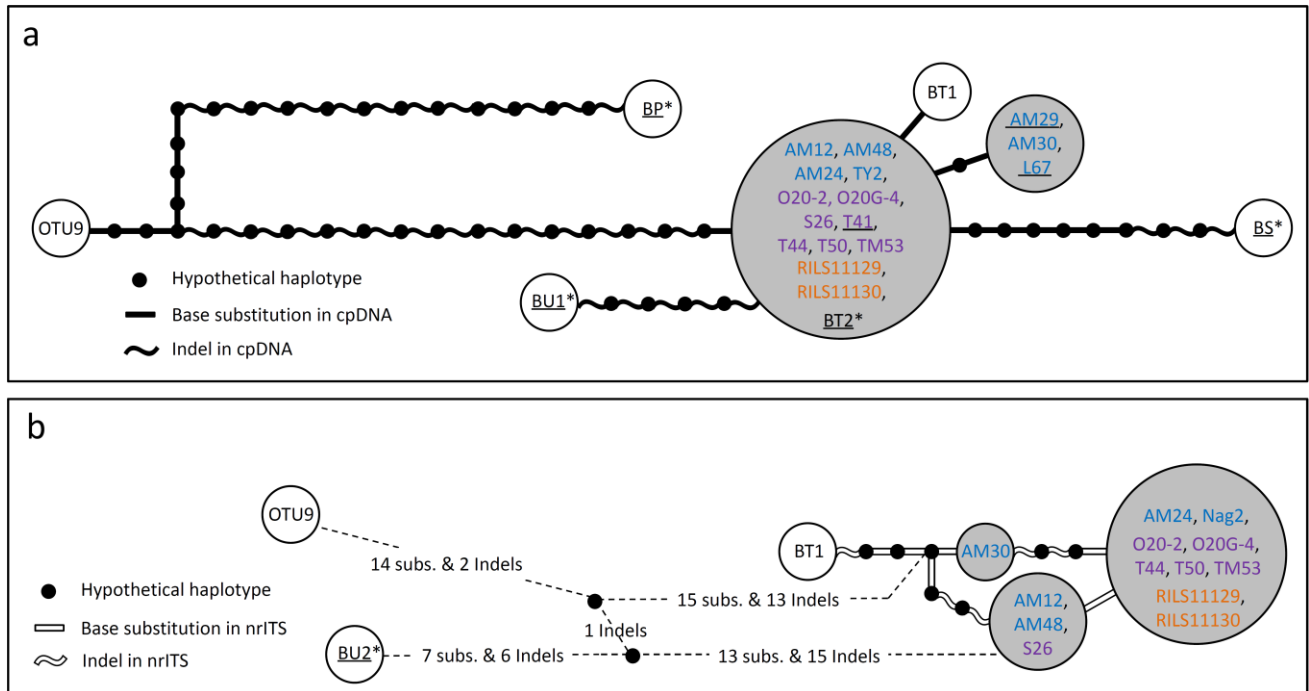 a
BP*
BT1
AM29,
AM30,
L67
AM12, AM48,
AM24, TY2,
O20-2, O20G-4,
S26, T41,
T44, T50, TM53
RILS11129,
RILS11130,
BT2*
OTU9
BS*
BU1*
Hypothetical haplotype
Base substitution in cpDNA
Indel in cpDNA
b
OTU9
14 subs. & 2 Indels
BT1
AM30
AM24, Nag2,
O20-2, O20G-4,
T44, T50, TM53
RILS11129,
RILS11130
15 subs. & 13 Indels
AM12,
AM48,
S26
1 Indels
BU2*
7 subs. & 6 Indels
13 subs. & 15 Indels
Hypothetical haplotype
Base substitution in nrITS
Indel in nrITS